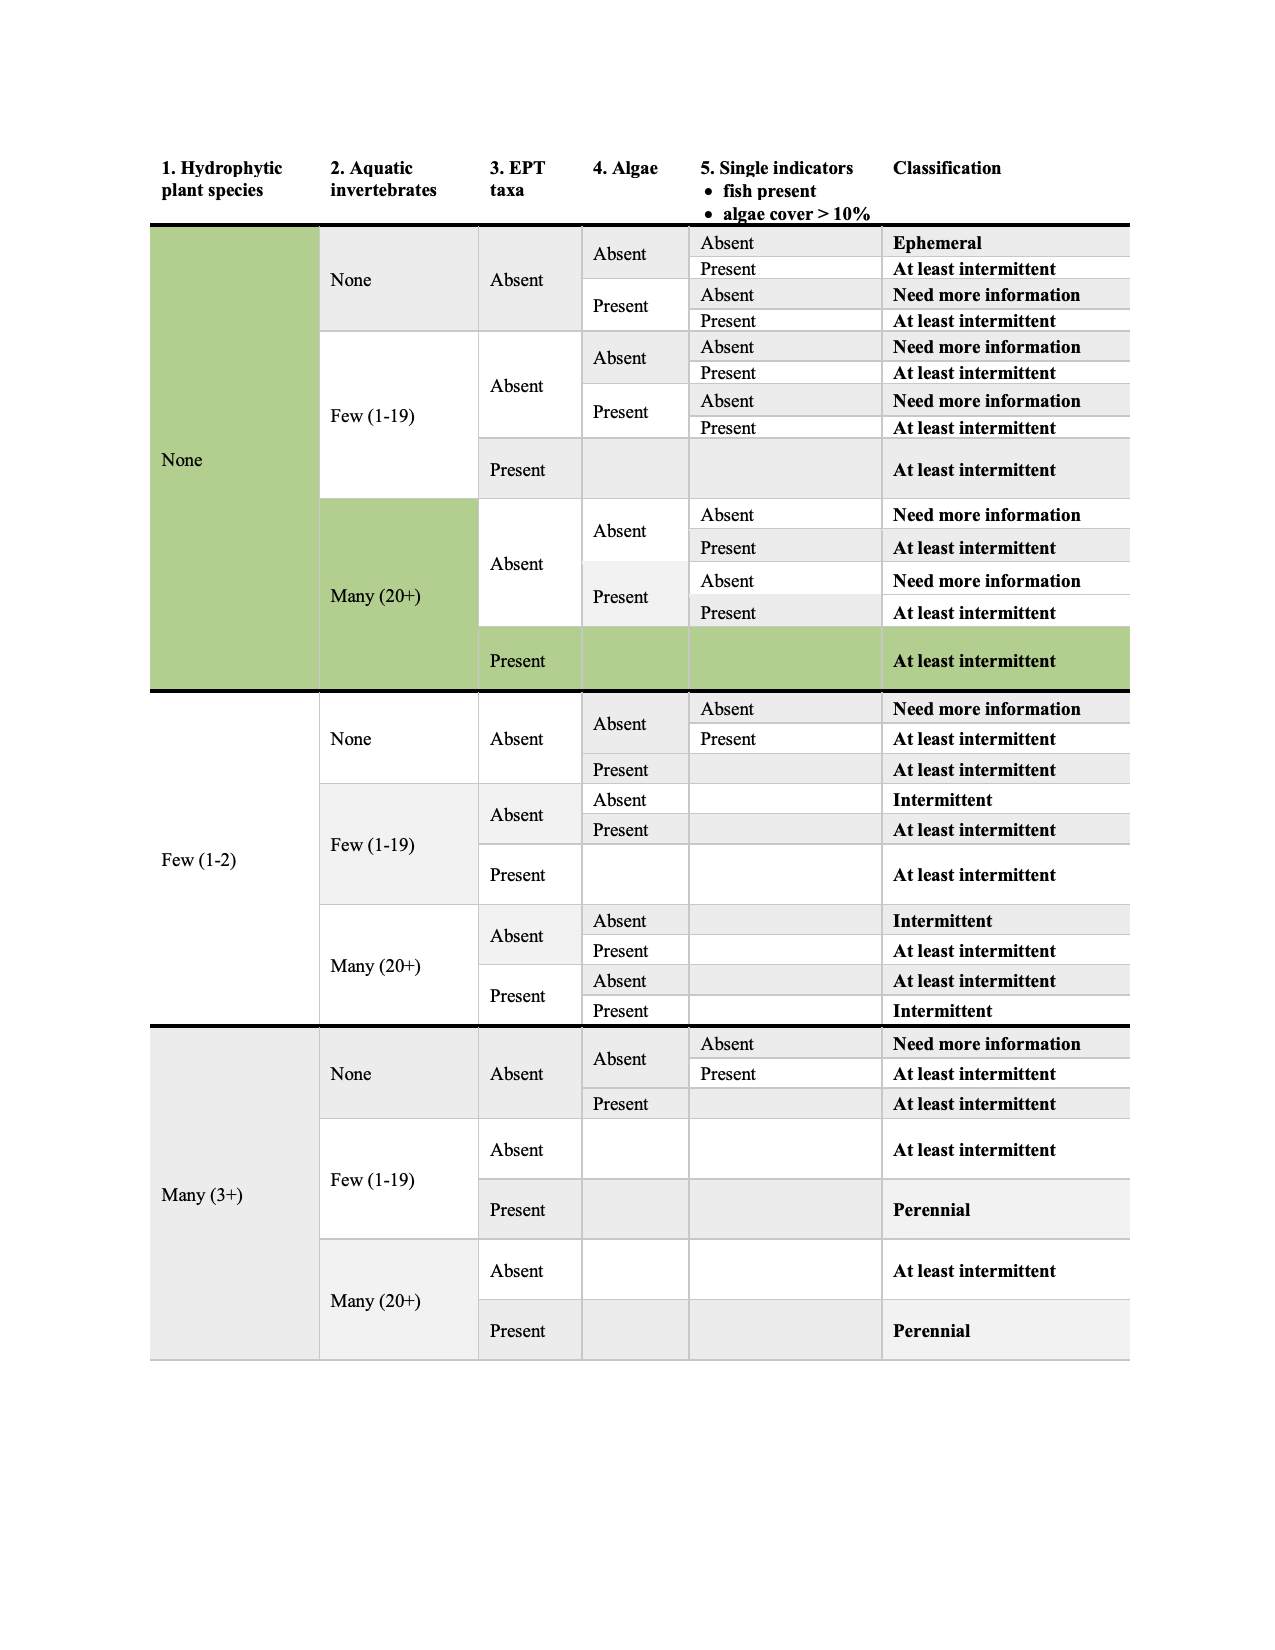 1. Hydrophytic plant species 2. Aquatic invertebrates 3. EPT taxa 4. Algae 5. Single indicators Classification
• fish present
• algae cover > 10%
None None Absent Absent Absent Ephemeral
Present At least intermittent
Present Absent Need more information
Present At least intermittent
Few (1-19) Absent Absent Absent Need more information
Present At least intermittent
Present Absent Need more information
Present At least intermittent
Present At least intermittent
Many (20+) Absent Absent Absent Need more information
Present At least intermittent
Present Absent Need more information
Present At least intermittent
Present At least intermittent
Few (1-2) None Absent Absent Absent Need more information
Present At least intermittent
Present At least intermittent
Few (1-19) Absent Absent Intermittent
Present At least intermittent
Present At least intermittent
Many (20+) Absent Absent Intermittent
Present At least intermittent
Present Absent At least intermittent
Present Intermittent
Many (3+) None Absent Absent Absent Need more information
Present At least intermittent
Present At least intermittent
Few (1-19) Absent At least intermittent
Present Perennial
Many (20+) Absent At least intermittent
Present Perennial